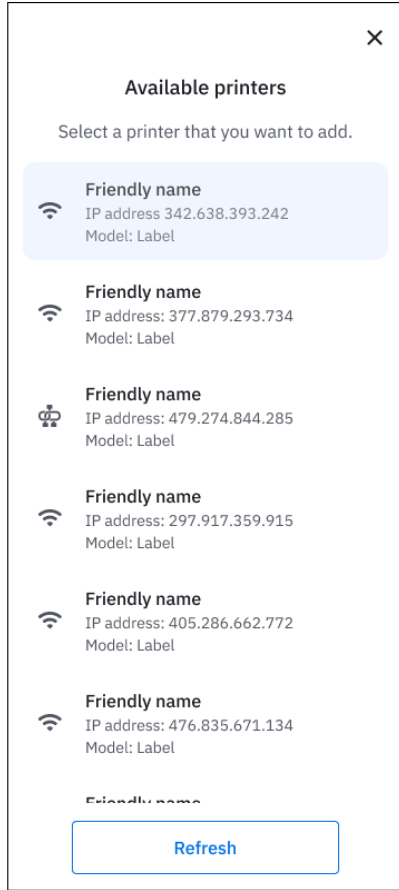 Available printers
Select a printer that you want to add.
Friendly name
IP address 342.638.393.242
Model: Label
Friendly name
IP address: 377.879.293.734
Model: Label
Friendly name
IP address: 479.274.844.285
Model: Label
Friendly name
IP address: 297.917.359.915
Model: Label
Friendly name
IP address: 405.286.662.772
Model: Label
Friendly name
IP address: 476.835.671.134
Model: Label
Friendly name
Refresh